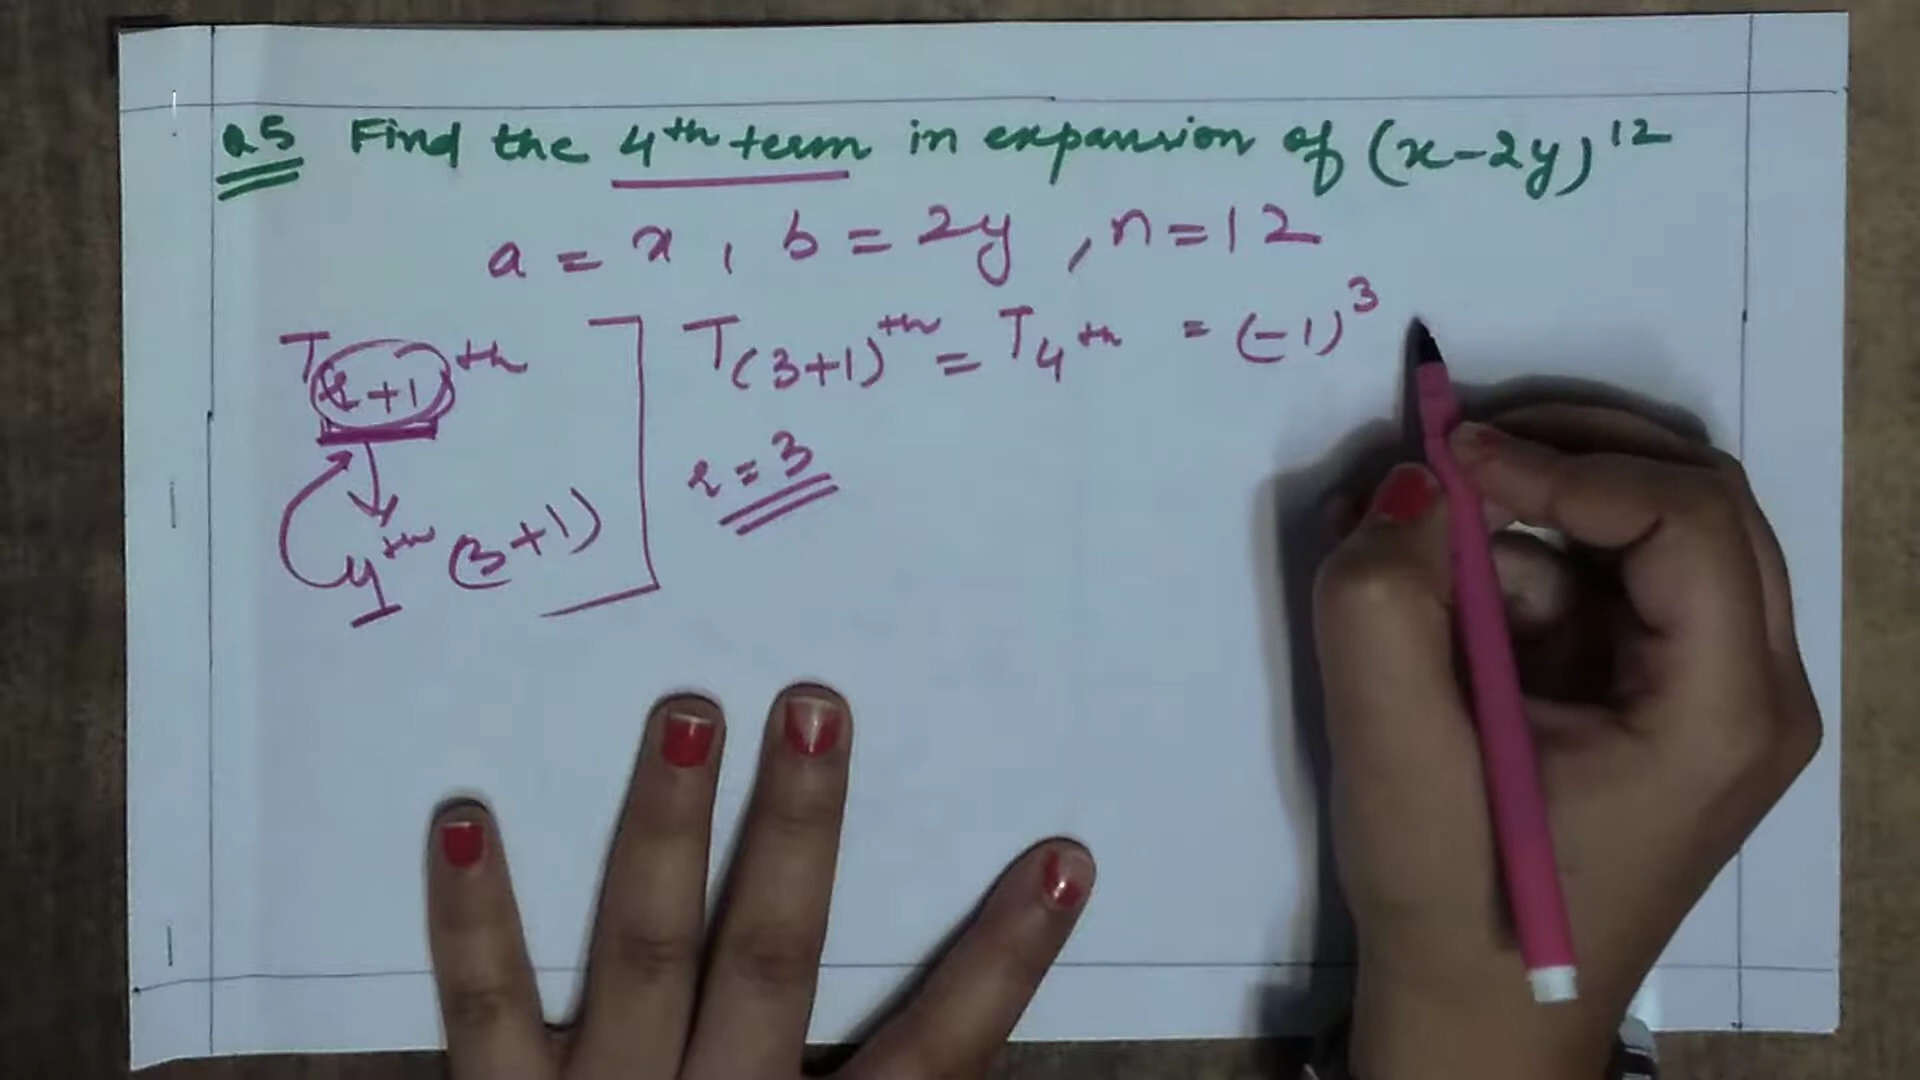 Q5 Find the 4th term in expansion of (x-2y)^12
a = x, b = 2y, n = 12
T(r+1)th
yth (3+1)
T(3+1)th = T4th = (-1)^3
r = 3